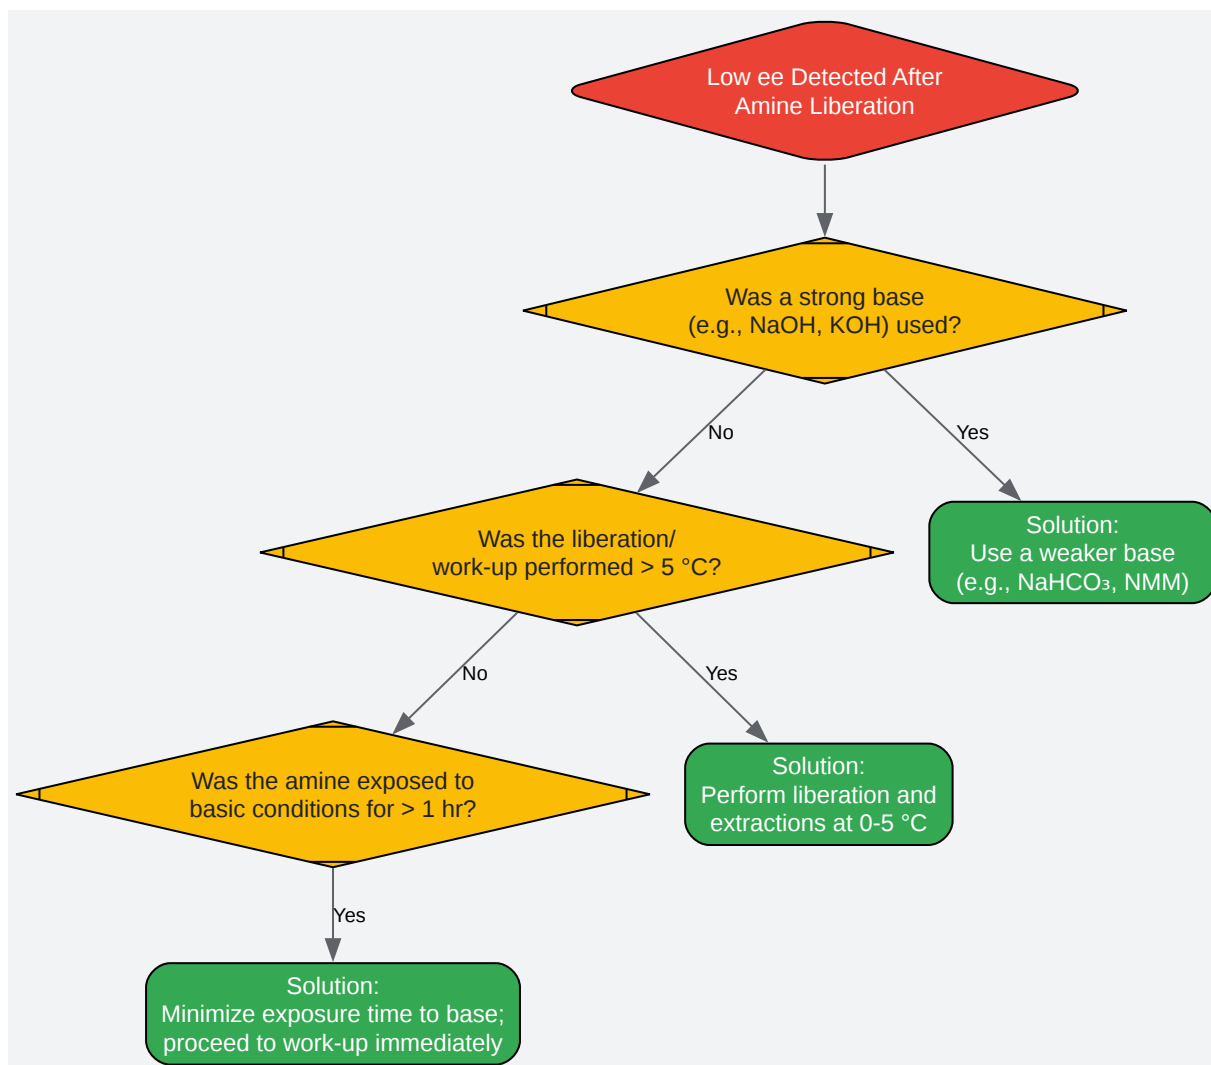 Low ee Detected After
Amine Liberation
Was a strong base
(e.g., NaOH, KOH) used?
No
Yes
Was the liberation/
work-up performed > 5 °C?
Solution:
Use a weaker base
(e.g., NaHCO₃, NMM)
No
Yes
Was the amine exposed to
basic conditions for > 1 hr?
Solution:
Perform liberation and
extractions at 0-5 °C
Yes
Solution:
Minimize exposure time to base;
proceed to work-up immediately